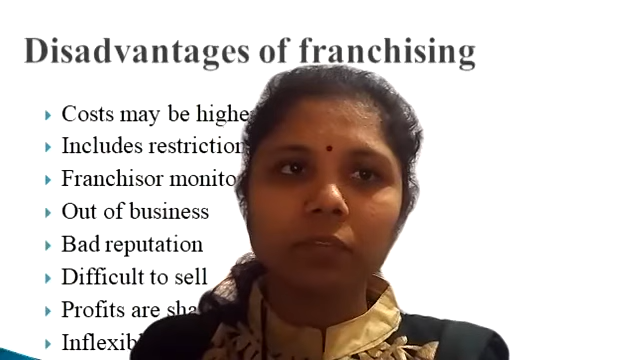 Disadvantages of franchising
Costs may be
Includes
Franchisor
Out of business
Bad reputation
Difficult to sell
Profits are